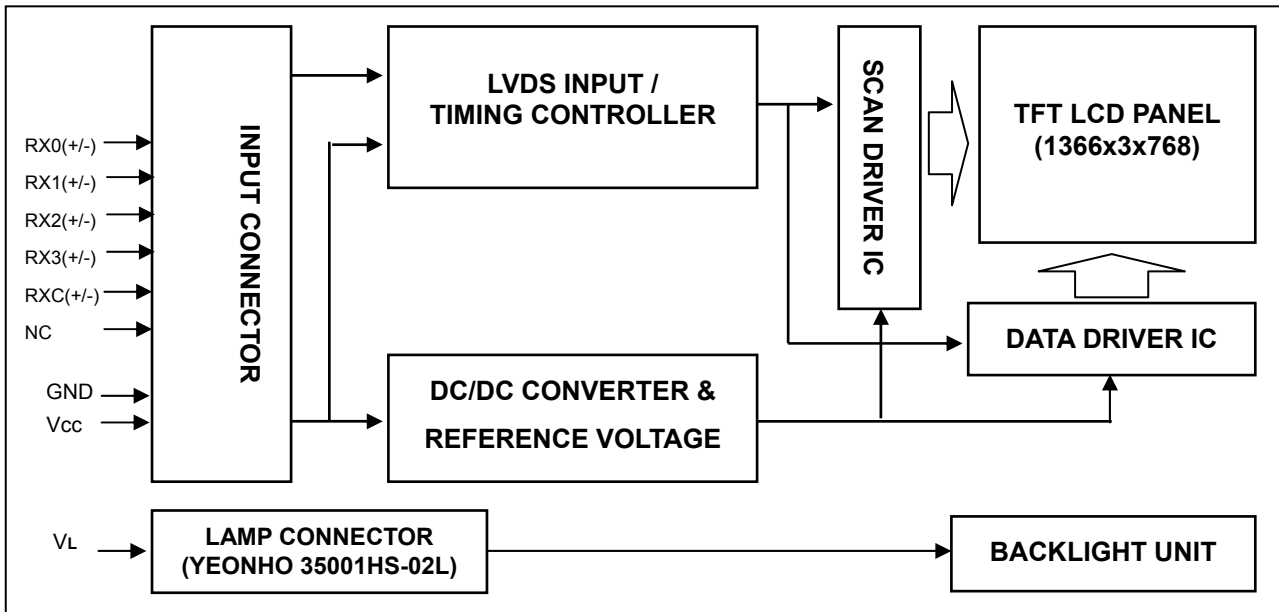 RX0(+/-)
RX1(+/-)
RX2(+/-)
RX3(+/-)
RXC(+/-)
NC
GND
Vcc
INPUT CONNECTOR
LVDS INPUT /
TIMING CONTROLLER
SCAN DRIVER IC
TFT LCD PANEL
(1366x3x768)
DATA DRIVER IC
DC/DC CONVERTER &
REFERENCE VOLTAGE
VL
LAMP CONNECTOR
(YEONHO 35001HS-02L)
BACKLIGHT UNIT